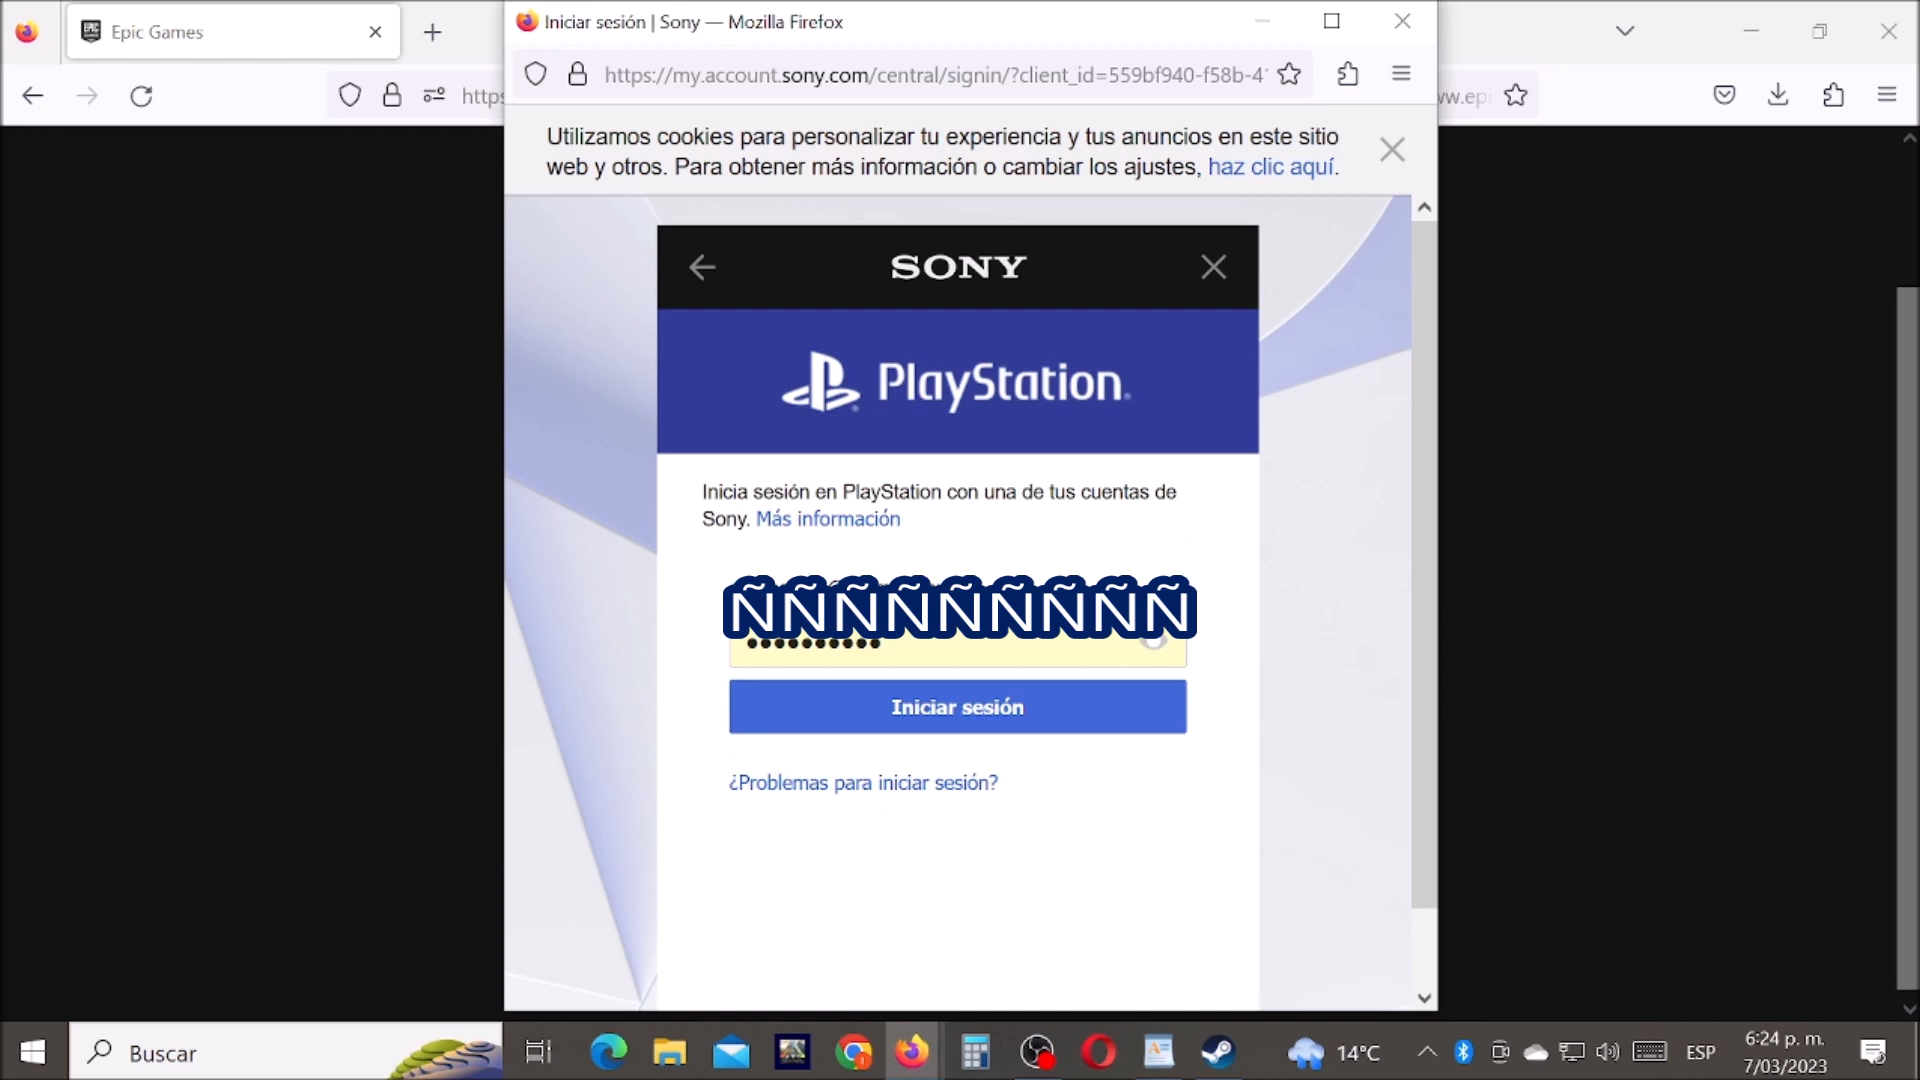 Epic Games
Iniciar sesión | Sony — Mozilla Firefox
https://my.account.sony.com/central/signin/?client_id=559bf940-f58b-4
https
ww.epi
Utilizamos cookies para personalizar tu experiencia y tus anuncios en este sitio
web y otros. Para obtener más información o cambiar los ajustes, haz clic aquí.
SONY
PlayStation
Inicia sesión en PlayStation con una de tus cuentas de
Sony. Más información
ÑÑÑÑÑÑÑÑÑ
Iniciar sesión
¿Problemas para iniciar sesión?
Buscar
14°C
ESP
6:24 p. m.
7/03/2023